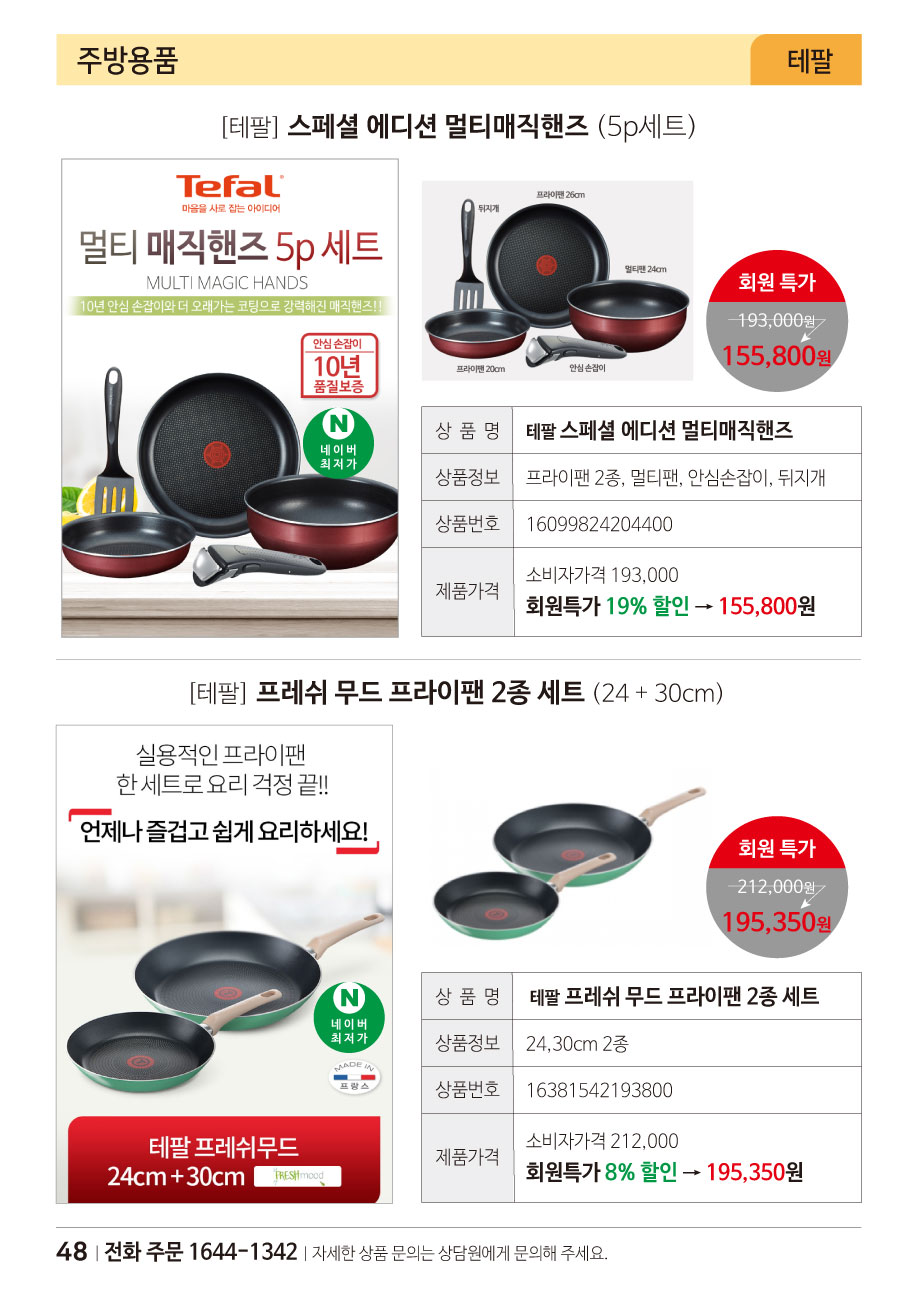 주방용품
테팔
[테팔] 스페셜 에디션 멀티매직핸즈 (5p세트)
Tefal
마음을 사로 잡는 아이디어
멀티 매직핸즈 5p 세트
MULTI MAGIC HANDS
10년 안심 손잡이와 더 오래가는 코팅으로 강력해진 매직핸즈!!
안심 손잡이
10년
품질보증
N
네이버
최저가
프라이팬 26cm
뒤지개
멀티팬 24cm
프라이팬 20cm
안심 손잡이
회원 특가
193,000원
155,800원
상 품 명 테팔 스페셜 에디션 멀티매직핸즈
상품정보 프라이팬 2종, 멀티팬, 안심손잡이, 뒤지개
상품번호 16099824204400
제품가격
소비자가격 193,000
회원특가 19% 할인 → 155,800원
[테팔] 프레쉬 무드 프라이팬 2종 세트 (24 + 30cm)
실용적인 프라이팬
한 세트로 요리 걱정 끝!!
언제나 즐겁고 쉽게 요리하세요!
N
네이버
최저가
MADE IN
프랑스
테팔 프레쉬무드
24cm + 30cm FRESHmood
회원 특가
212,000원
195,350원
상 품 명 테팔 프레쉬 무드 프라이팬 2종 세트
상품정보 24,30cm 2종
상품번호 16381542193800
제품가격
소비자가격 212,000
회원특가 8% 할인 → 195,350원
48 | 전화 주문 1644-1342 | 자세한 상품 문의는 상담원에게 문의해 주세요.